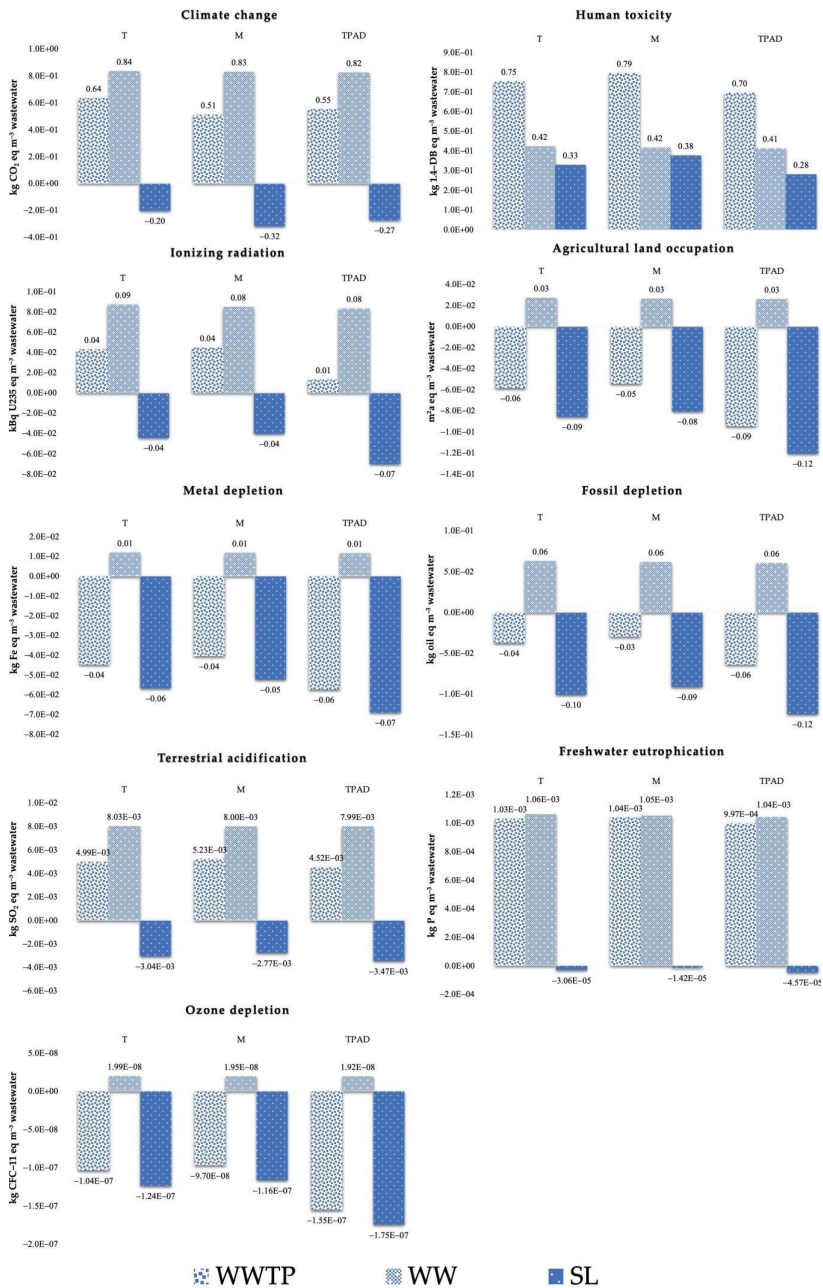 Climate change
T M TPAD
kg CO₂ eq m⁻³ wastewater
1.0E+00
8.0E−01
6.0E−01
4.0E−01
2.0E−01
0.0E+00
−2.0E−01
−4.0E−01
0.64 0.84 −0.20
0.51 0.83 −0.32
0.55 0.82 −0.27
Human toxicity
T M TPAD
kg 1.4–DB eq m⁻³ wastewater
9.0E−01
8.0E−01
7.0E−01
6.0E−01
5.0E−01
4.0E−01
3.0E−01
2.0E−01
1.0E−01
0.0E+00
0.75 0.42 0.33
0.79 0.42 0.38
0.70 0.41 0.28
Ionizing radiation
T M TPAD
kBq U235 eq m⁻³ wastewater
1.0E−01
8.0E−02
6.0E−02
4.0E−02
2.0E−02
0.0E+00
−2.0E−02
−4.0E−02
−6.0E−02
−8.0E−02
0.04 0.09 −0.04
0.04 0.08 −0.04
0.01 0.08 −0.07
Agricultural land occupation
T M TPAD
m²a eq m⁻³ wastewater
4.0E−02
2.0E−02
0.0E+00
−2.0E−02
−4.0E−02
−6.0E−02
−8.0E−02
−1.0E−01
−1.2E−01
−1.4E−01
−0.06 0.03 −0.09
−0.05 0.03 −0.08
−0.09 0.03 −0.12
Metal depletion
T M TPAD
kg Fe eq m⁻³ wastewater
2.0E−02
1.0E−02
0.0E+00
−1.0E−02
−2.0E−02
−3.0E−02
−4.0E−02
−5.0E−02
−6.0E−02
−7.0E−02
−8.0E−02
−0.04 0.01 −0.06
−0.04 0.01 −0.05
−0.06 0.01 −0.07
Fossil depletion
T M TPAD
kg oil eq m⁻³ wastewater
1.0E−01
5.0E−02
0.0E+00
−5.0E−02
−1.0E−01
−1.5E−01
−0.04 0.06 −0.10
−0.03 0.06 −0.09
−0.06 0.06 −0.12
Terrestrial acidification
T M TPAD
kg SO₂ eq m⁻³ wastewater
1.0E−02
8.0E−03
6.0E−03
4.0E−03
2.0E−03
0.0E+00
−2.0E−03
−4.0E−03
−6.0E−03
4.99E−03 8.03E−03 −3.04E−03
5.23E−03 8.00E−03 −2.77E−03
4.52E−03 7.99E−03 −3.47E−03
Freshwater eutrophication
T M TPAD
kg P eq m⁻³ wastewater
1.2E−03
1.0E−03
8.0E−04
6.0E−04
4.0E−04
2.0E−04
0.0E+00
−2.0E−04
1.03E−03 1.06E−03 −3.06E−05
1.04E−03 1.05E−03 −1.42E−05
9.97E−04 1.04E−03 −4.57E−05
Ozone depletion
T M TPAD
kg CFC–11 eq m⁻³ wastewater
5.0E−08
0.0E+00
−5.0E−08
−1.0E−07
−1.5E−07
−2.0E−07
−1.04E−07 1.99E−08 −1.24E−07
−9.70E−08 1.95E−08 −1.16E−07
−1.55E−07 1.92E−08 −1.75E−07
WWTP WW SL